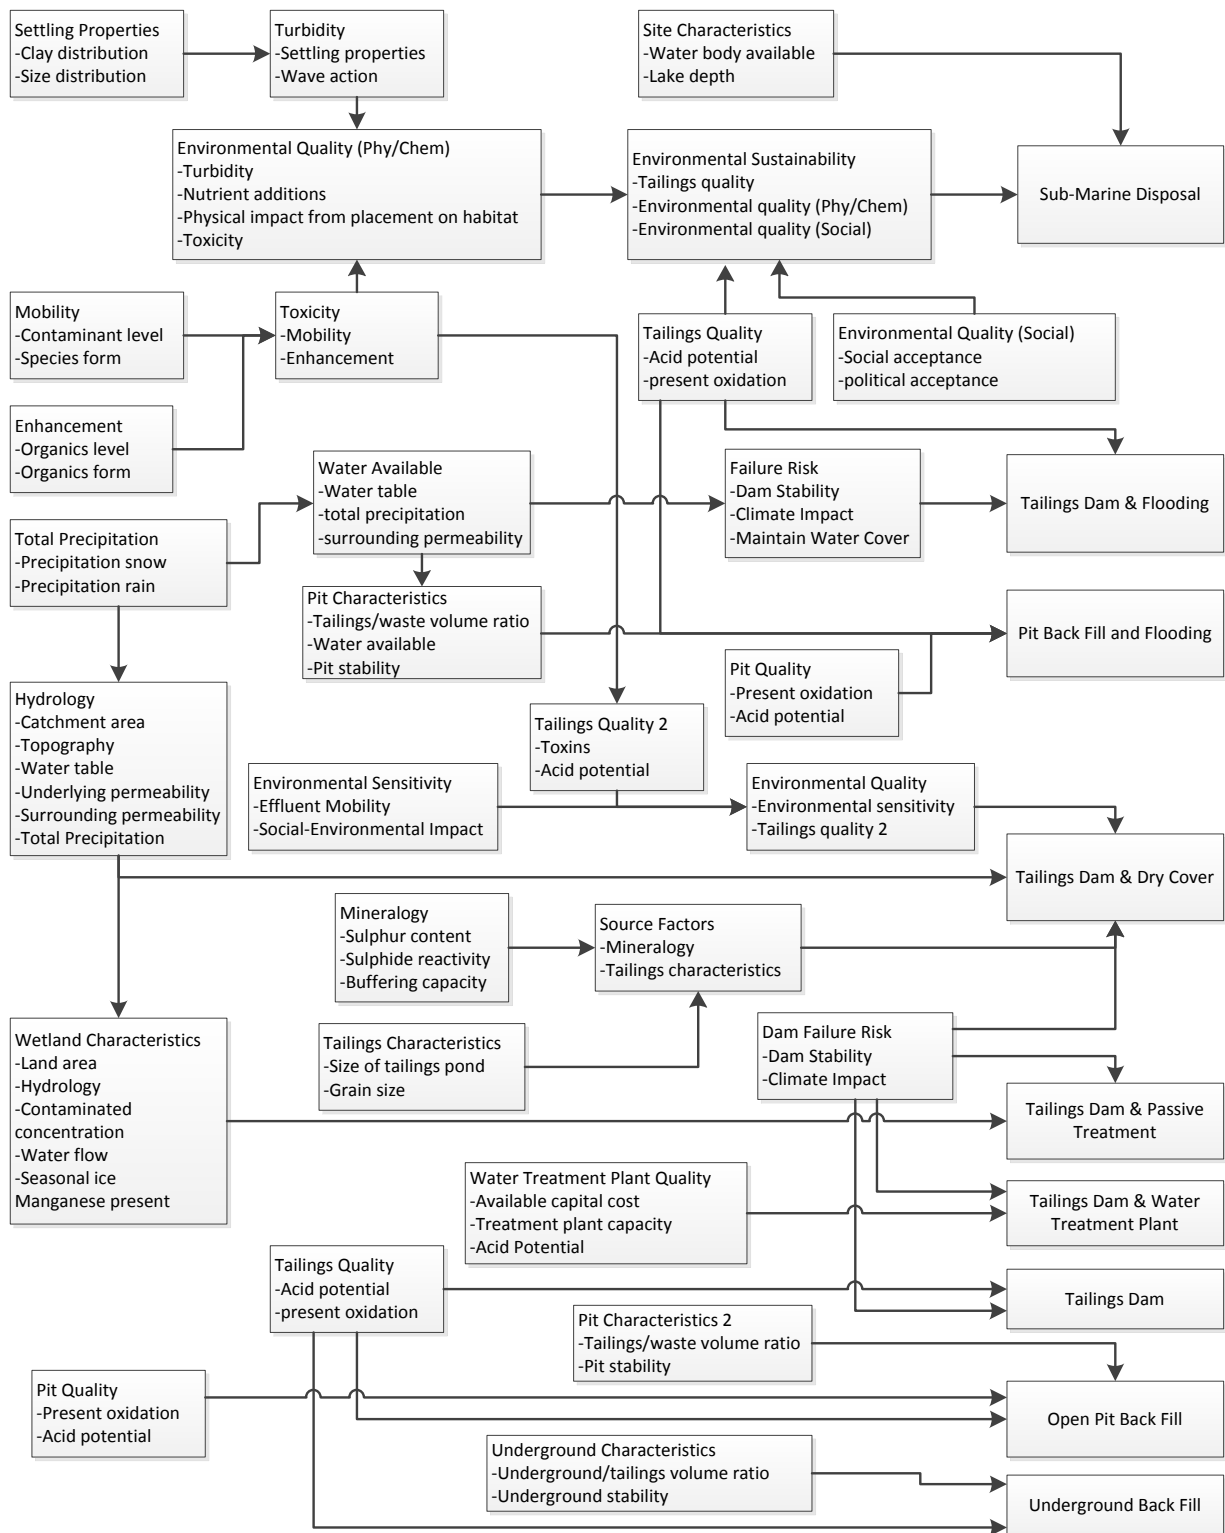 Settling Properties
-Clay distribution
-Size distribution
Turbidity
-Settling properties
-Wave action
Site Characteristics
-Water body available
-Lake depth
Environmental Quality (Phy/Chem)
-Turbidity
-Nutrient additions
-Physical impact from placement on habitat
-Toxicity
Environmental Sustainability
-Tailings quality
-Environmental quality (Phy/Chem)
-Environmental quality (Social)
Sub-Marine Disposal
Mobility
-Contaminant level
-Species form
Toxicity
-Mobility
-Enhancement
Tailings Quality
-Acid potential
-present oxidation
Environmental Quality (Social)
-Social acceptance
-political acceptance
Enhancement
-Organics level
-Organics form
Water Available
-Water table
-total precipitation
-surrounding permeability
Failure Risk
-Dam Stability
-Climate Impact
-Maintain Water Cover
Tailings Dam & Flooding
Total Precipitation
-Precipitation snow
-Precipitation rain
Pit Characteristics
-Tailings/waste volume ratio
-Water available
-Pit stability
Pit Back Fill and Flooding
Pit Quality
-Present oxidation
-Acid potential
Hydrology
-Catchment area
-Topography
-Water table
-Underlying permeability
-Surrounding permeability
-Total Precipitation
Tailings Quality 2
-Toxins
-Acid potential
Environmental Sensitivity
-Effluent Mobility
-Social-Environmental Impact
Environmental Quality
-Environmental sensitivity
-Tailings quality 2
Tailings Dam & Dry Cover
Mineralogy
-Sulphur content
-Sulphide reactivity
-Buffering capacity
Source Factors
-Mineralogy
-Tailings characteristics
Wetland Characteristics
-Land area
-Hydrology
-Contaminated
concentration
-Water flow
-Seasonal ice
Manganese present
Tailings Characteristics
-Size of tailings pond
-Grain size
Dam Failure Risk
-Dam Stability
-Climate Impact
Tailings Dam & Passive
Treatment
Water Treatment Plant Quality
-Available capital cost
-Treatment plant capacity
-Acid Potential
Tailings Dam & Water
Treatment Plant
Tailings Quality
-Acid potential
-present oxidation
Tailings Dam
Pit Characteristics 2
-Tailings/waste volume ratio
-Pit stability
Pit Quality
-Present oxidation
-Acid potential
Open Pit Back Fill
Underground Characteristics
-Underground/tailings volume ratio
-Underground stability
Underground Back Fill